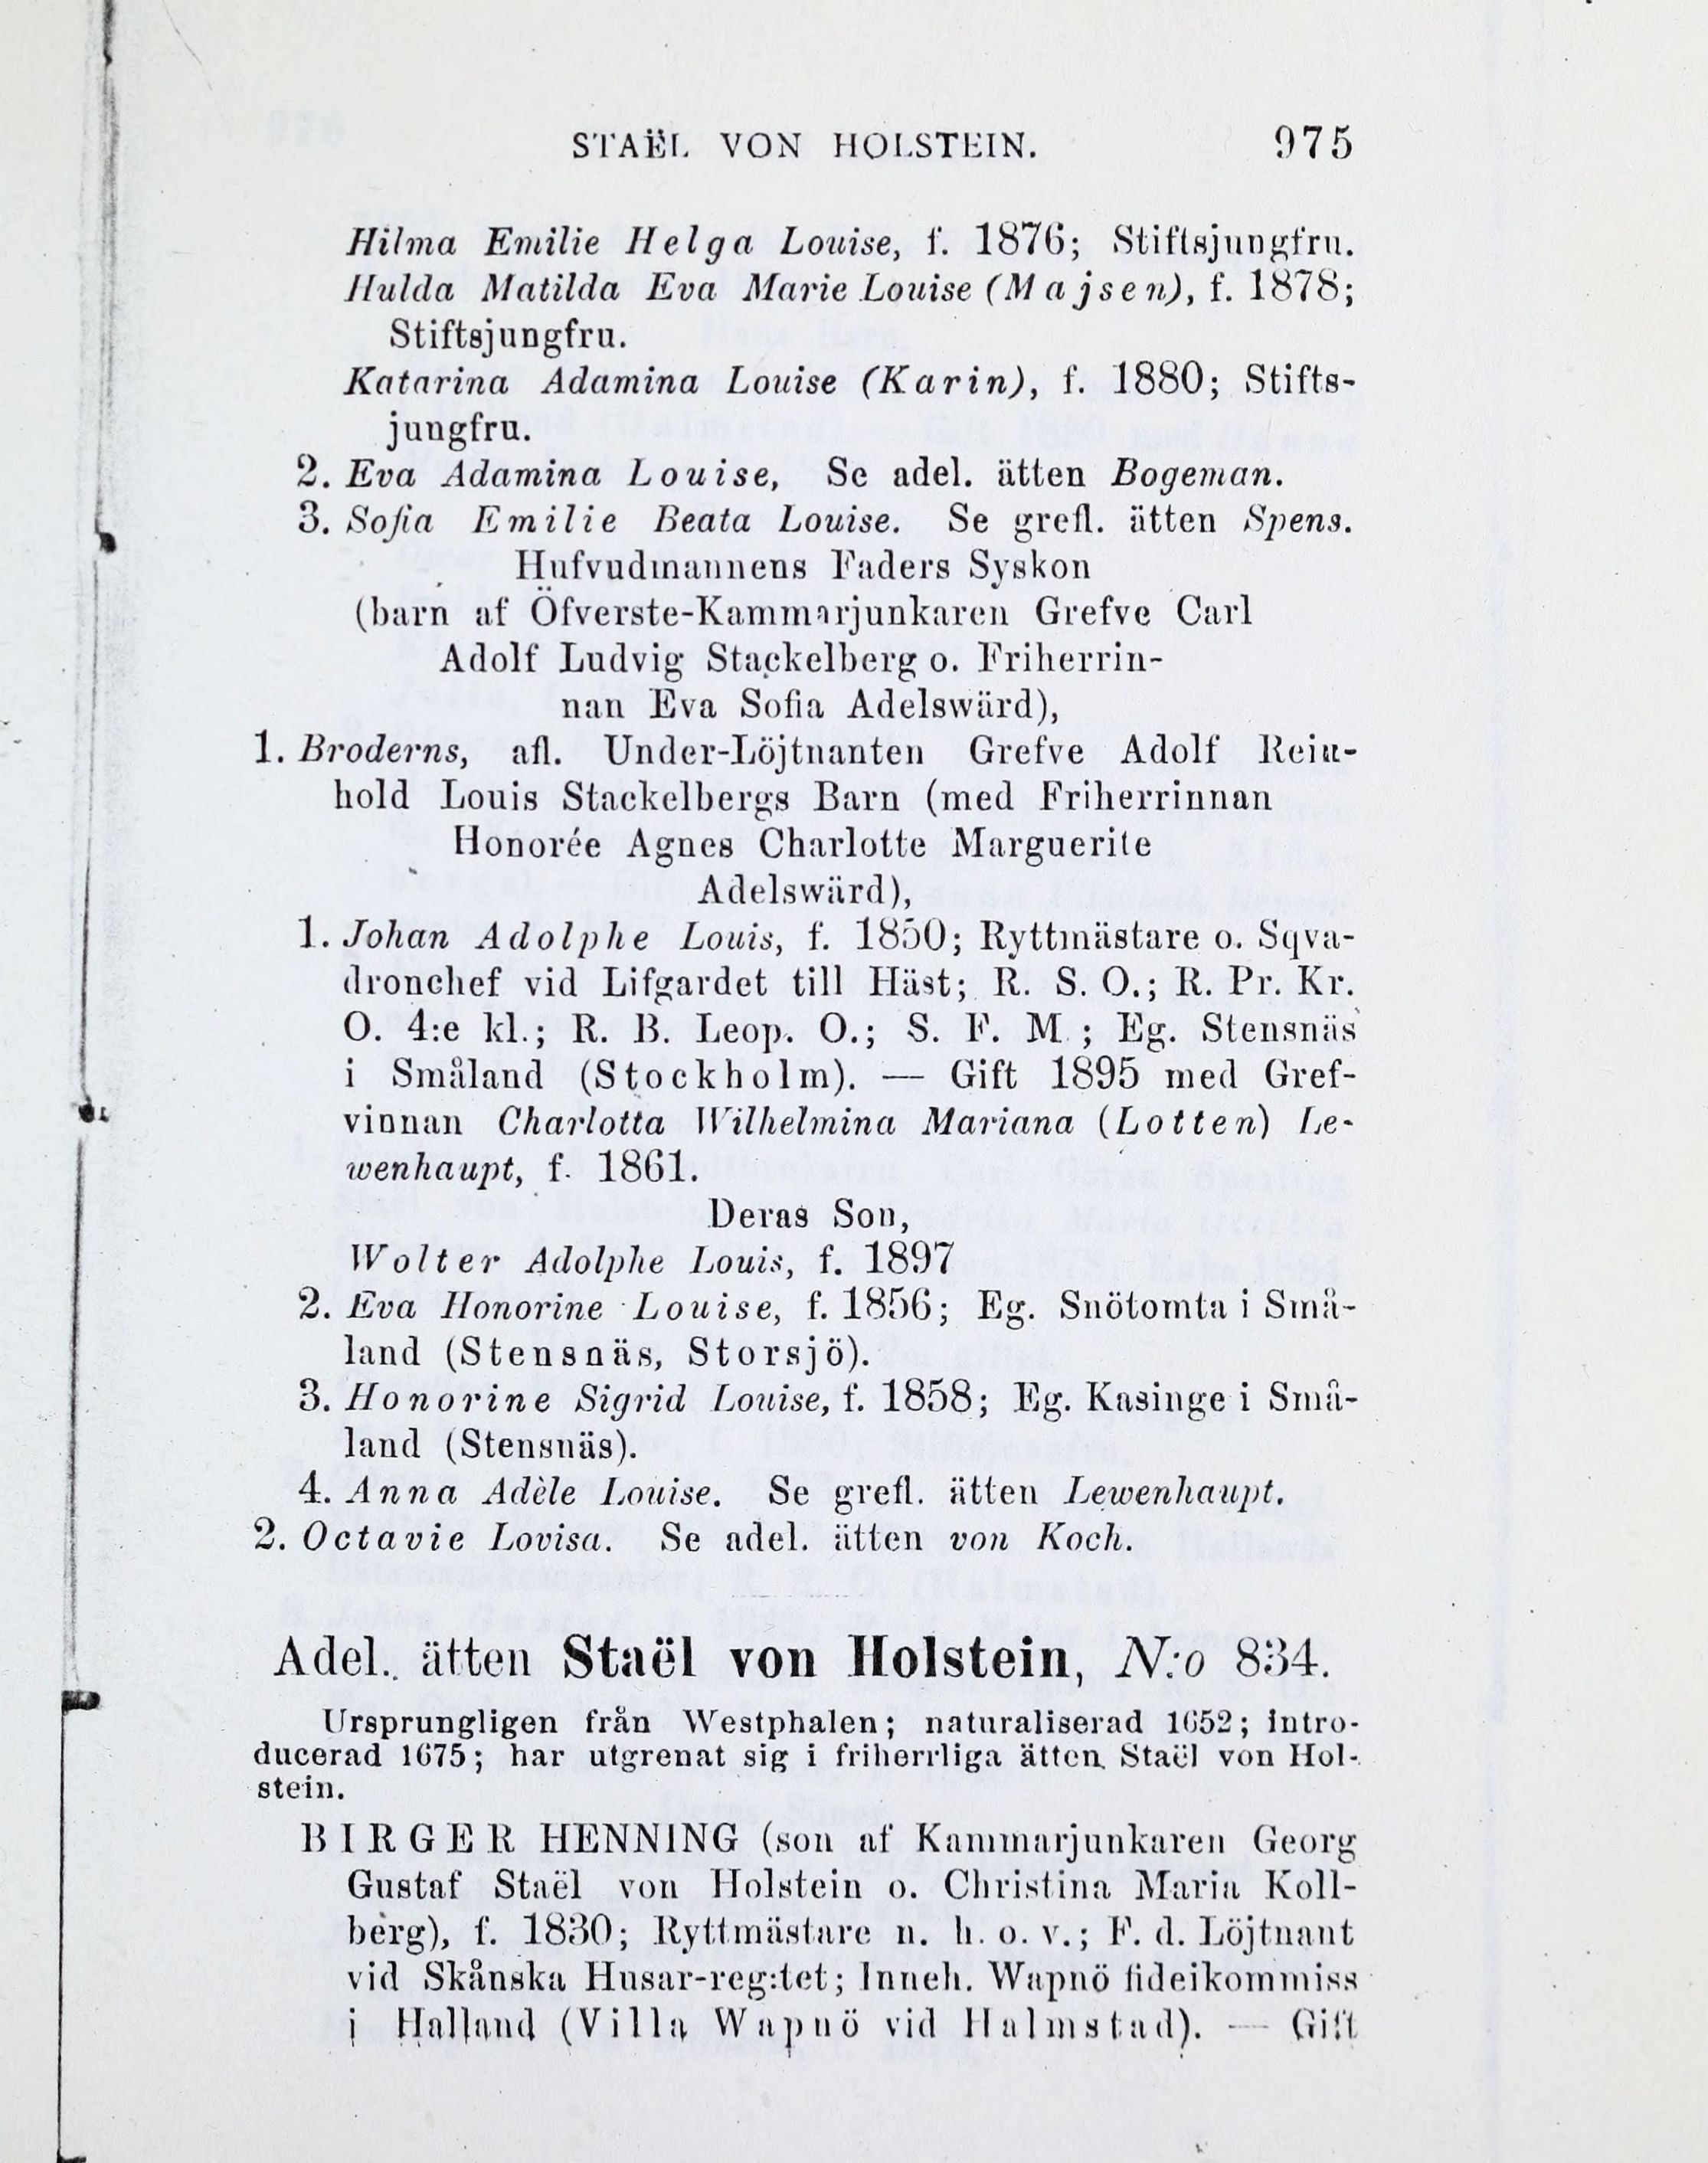 STAËL VON HOLSTEIN. 975
Hilma Emilie Helga Louise, f. 1876; Stiftsjungfru.
Hulda Matilda Eva Marie Louise (Majsen), f. 1878;
Stiftsjungfru.
Katarina Adamina Louise (Karin), f. 1880; Stifts-
jungfru.
2. Eva Adamina Louise, Se adel. ätten Bogeman.
3. Sofia Emilie Beata Louise. Se grefl. ätten Spens.
Hufvudmannens Faders Syskon
(barn af Öfverste-Kammarjunkaren Grefve Carl
Adolf Ludvig Stackelberg o. Friherrin-
nan Eva Sofia Adelswärd),
1. Broderns, afl. Under-Löjtnanten Grefve Adolf Rein-
hold Louis Stackelbergs Barn (med Friherrinnan
Honorée Agnes Charlotte Marguerite
Adelswärd),
1. Johan Adolphe Louis, f. 1850; Ryttmästare o. Sqva-
dronchef vid Lifgardet till Häst; R. S. O.; R. Pr. Kr.
O. 4:e kl.; R. B. Leop. O.; S. F. M.; Eg. Stensnäs
i Småland (Stockholm). — Gift 1895 med Gref-
vinnan Charlotta Wilhelmina Mariana (Lotten) Le-
wenhaupt, f. 1861.
Deras Son,
Wolter Adolphe Louis, f. 1897
2. Eva Honorine Louise, f. 1856; Eg. Snötomta i Små-
land (Stensnäs, Storsjö).
3. Honorine Sigrid Louise, f. 1858; Eg. Kasinge i Små-
land (Stensnäs).
4. Anna Adèle Louise. Se grefl. ätten Lewenhaupt.
2. Octavie Lovisa. Se adel. ätten von Koch.
Adel. ätten Staël von Holstein, N:o 834.
Ursprungligen från Westphalen; naturaliserad 1652; intro-
ducerad 1675; har utgrenat sig i friherrliga ätten Staël von Hol-
stein.
BIRGER HENNING (son af Kammarjunkaren Georg
Gustaf Staël von Holstein o. Christina Maria Koll-
berg), f. 1830; Ryttmästare n. h. o. v.; F. d. Löjtnant
vid Skånska Husar-reg:tet; Inneh. Wapnö fideikommiss
i Halland (Villa Wapnö vid Halmstad). — Gift